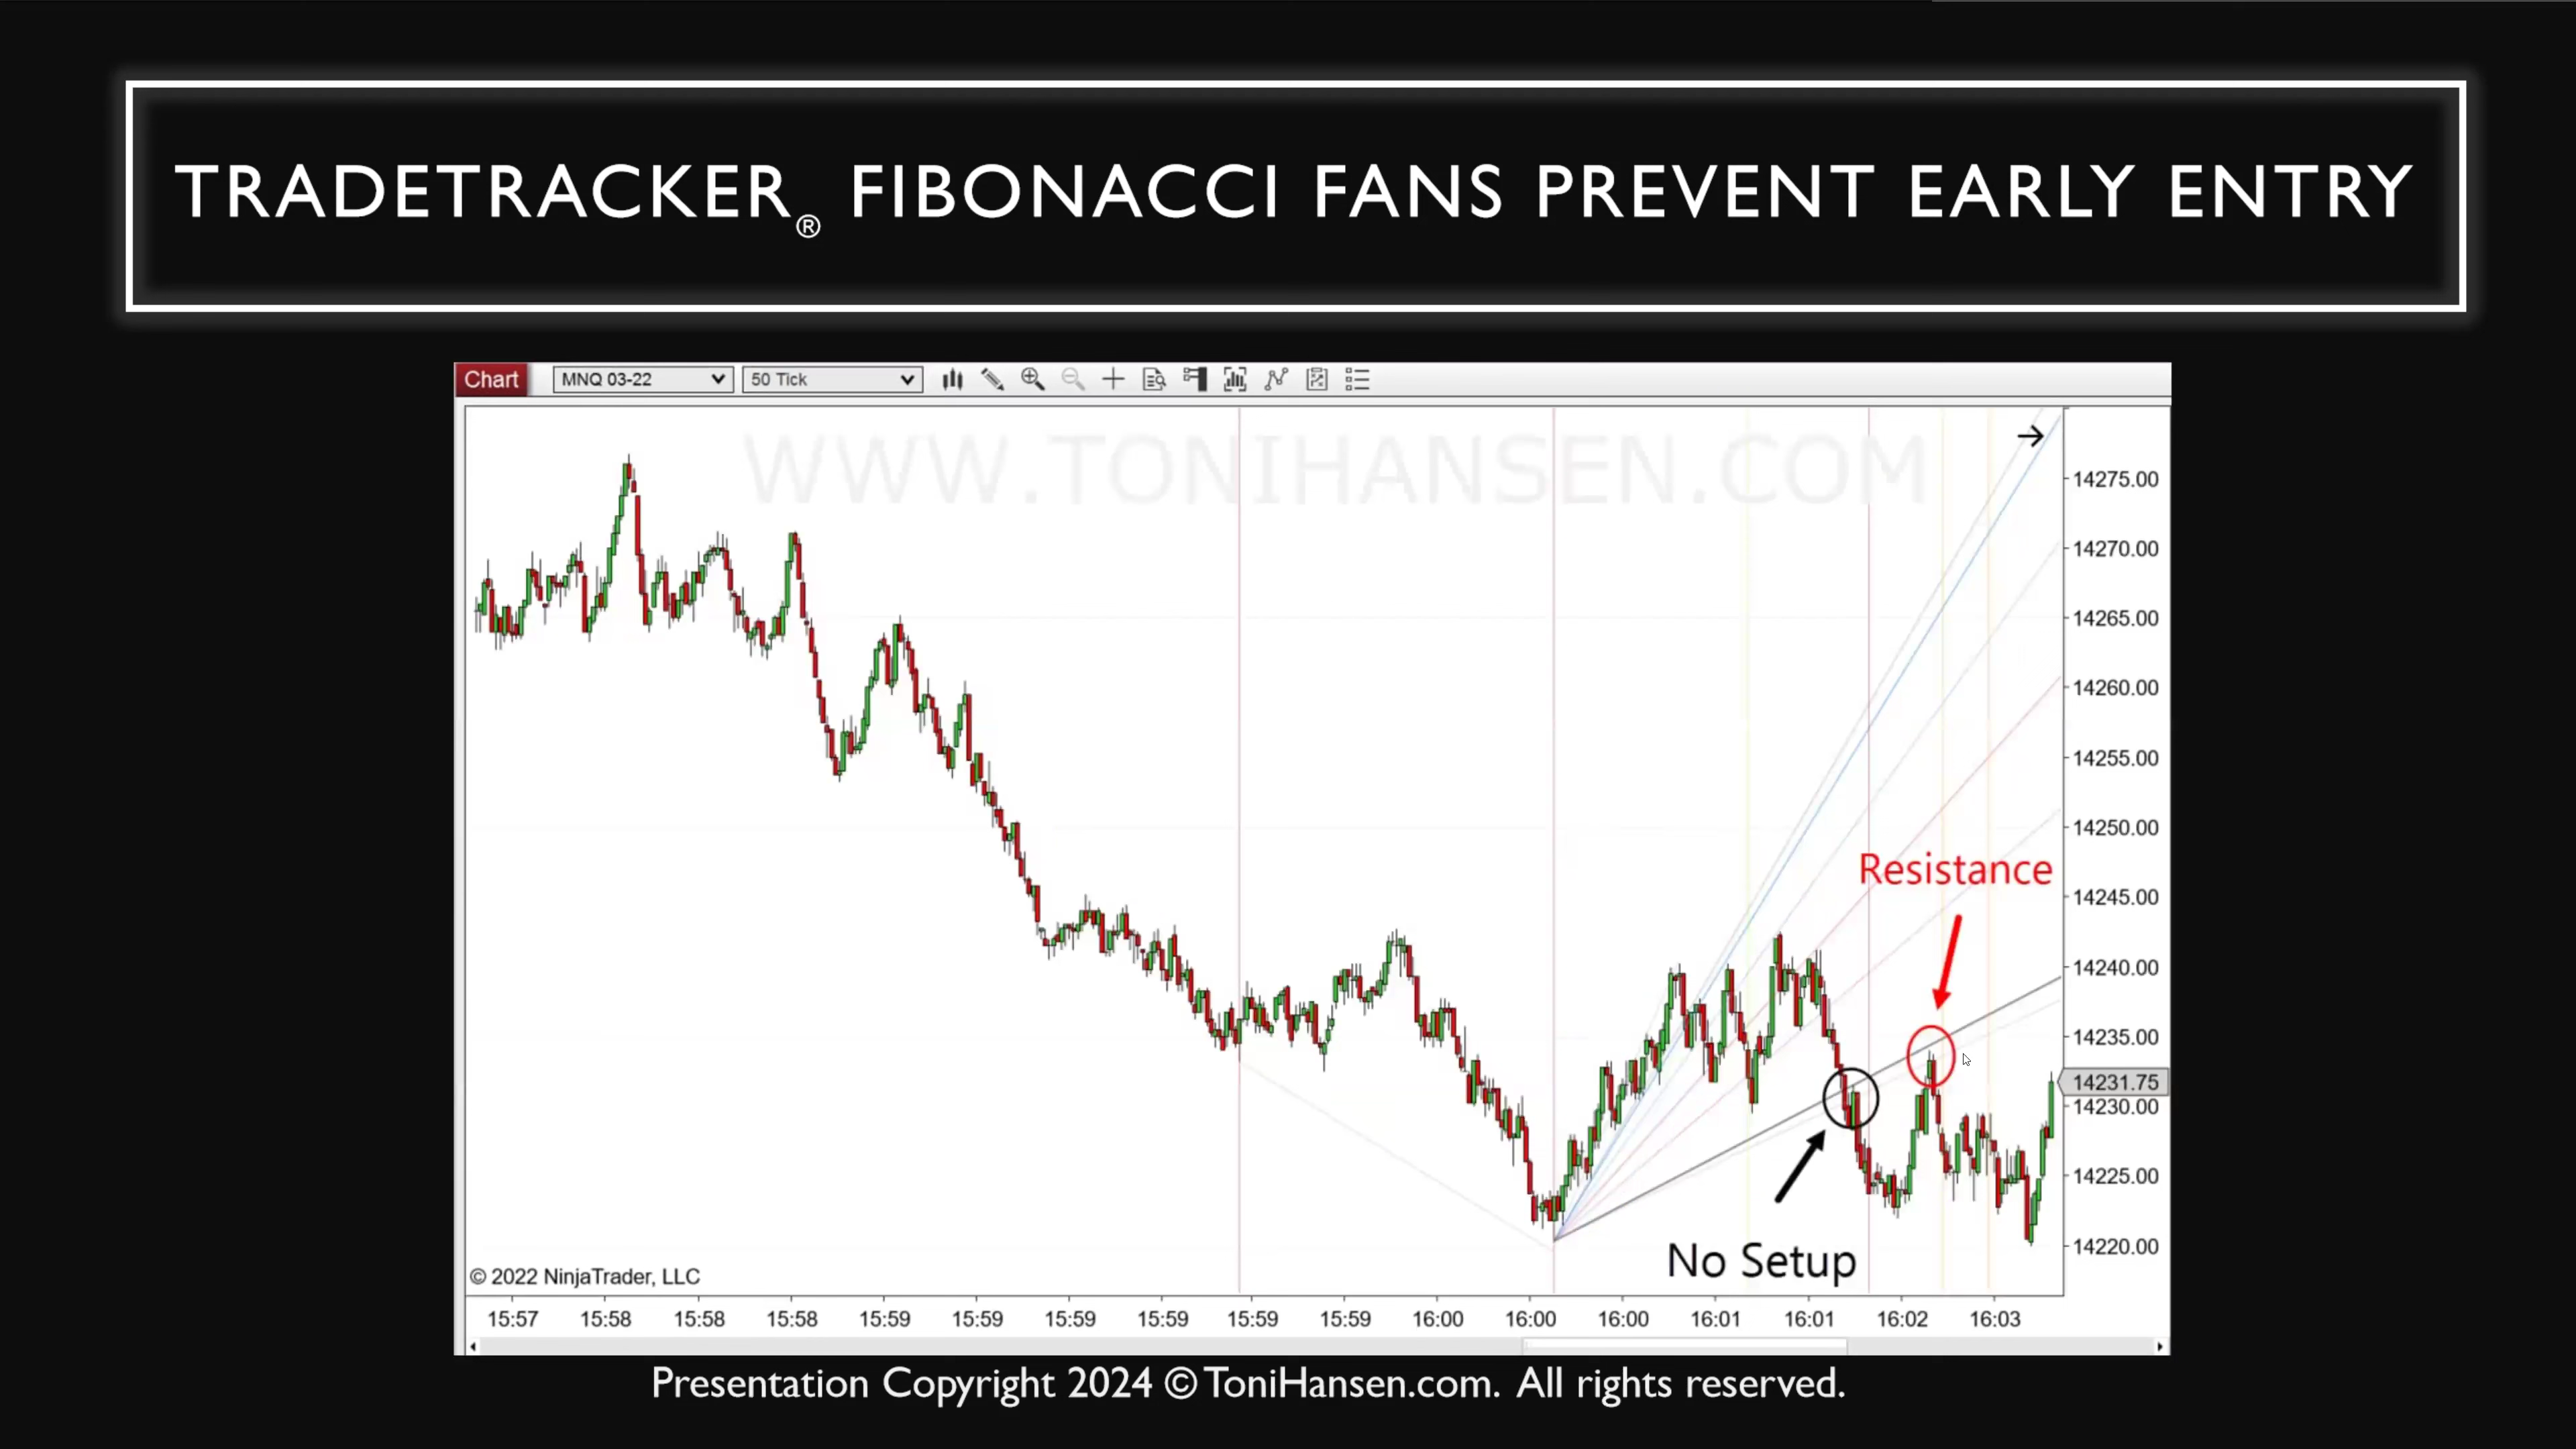 TRADETRACKER® FIBONACCI FANS PREVENT EARLY ENTRY
Chart
MNQ 03-22
50 Tick
WWW.TONIHANSEN.COM
14275.00
14270.00
14265.00
14260.00
14255.00
14250.00
Resistance
14245.00
14240.00
14235.00
14231.75
14230.00
14225.00
14220.00
No Setup
© 2022 NinjaTrader, LLC
15:57 15:58 15:58 15:58 15:59 15:59 15:59 15:59 15:59 15:59 16:00 16:00 16:00 16:01 16:01 16:02 16:03
Presentation Copyright 2024 © ToniHansen.com. All rights reserved.